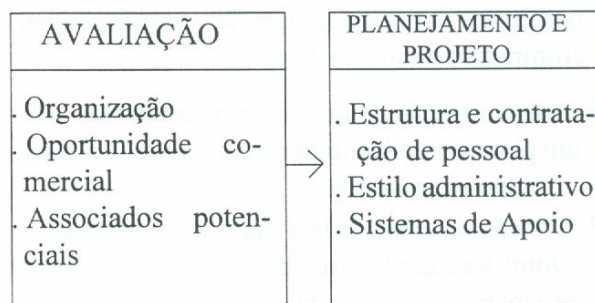 AVALIAÇÃO
. Organização
. Oportunidade co-
mercial
. Associados poten-
ciais
PLANEJAMENTO E
PROJETO
. Estrutura e contrata-
ção de pessoal
. Estilo administrativo
. Sistemas de Apoio